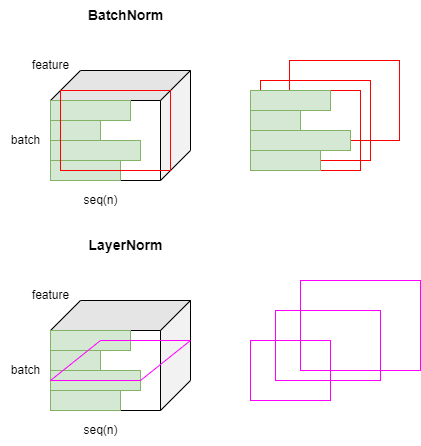 BatchNorm
feature
batch
seq(n)
LayerNorm
feature
batch
seq(n)